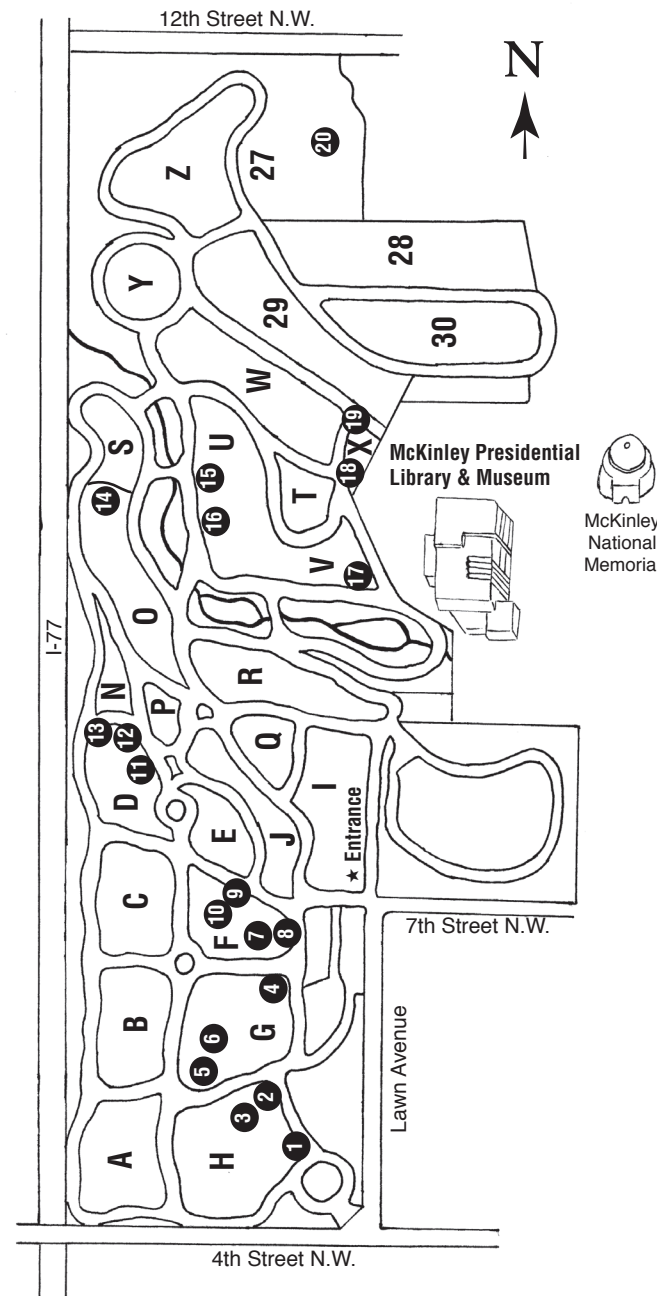 12th Street N.W.
N
20
27
Z
28
Y
29
30
W
19
X
18
McKinley Presidential
Library & Museum
McKinley
National
S
U
15
T
14
16
V
17
O
I-77
R
N
P
13
12
Q
11
D
I
★ Entrance
E
J
C
9
10
F
7
8
7th Street N.W.
B
4
6
G
5
Lawn Avenue
2
3
A
H
1
4th Street N.W.